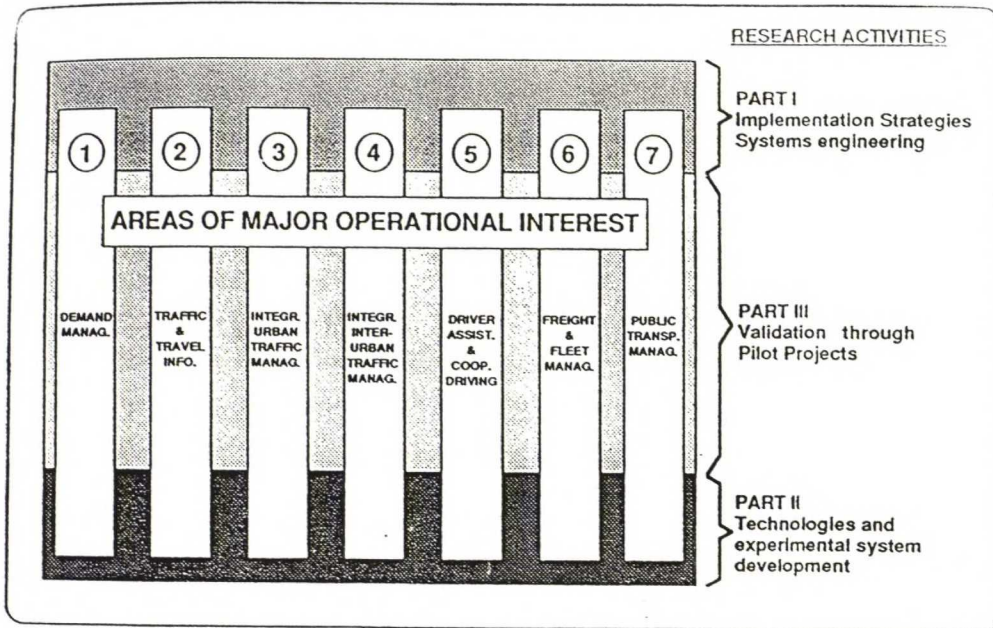 RESEARCH ACTIVITIES
PART I
Implementation Strategies
Systems engineering
1 2 3 4 5 6 7
AREAS OF MAJOR OPERATIONAL INTEREST
DEMAND
MANAG.
TRAFFIC
&
TRAVEL
INFO.
INTEGR.
URBAN
TRAFFIC
MANAG.
INTEGR.
INTER-
URBAN
TRAFFIC
MANAG.
DRIVER
ASSIST.
&
COOP.
DRIVING
FREIGHT
&
FLEET
MANAG.
PUBLIC
TRANSP.
MANAG.
PART III
Validation through
Pilot Projects
PART II
Technologies and
experimental system
development